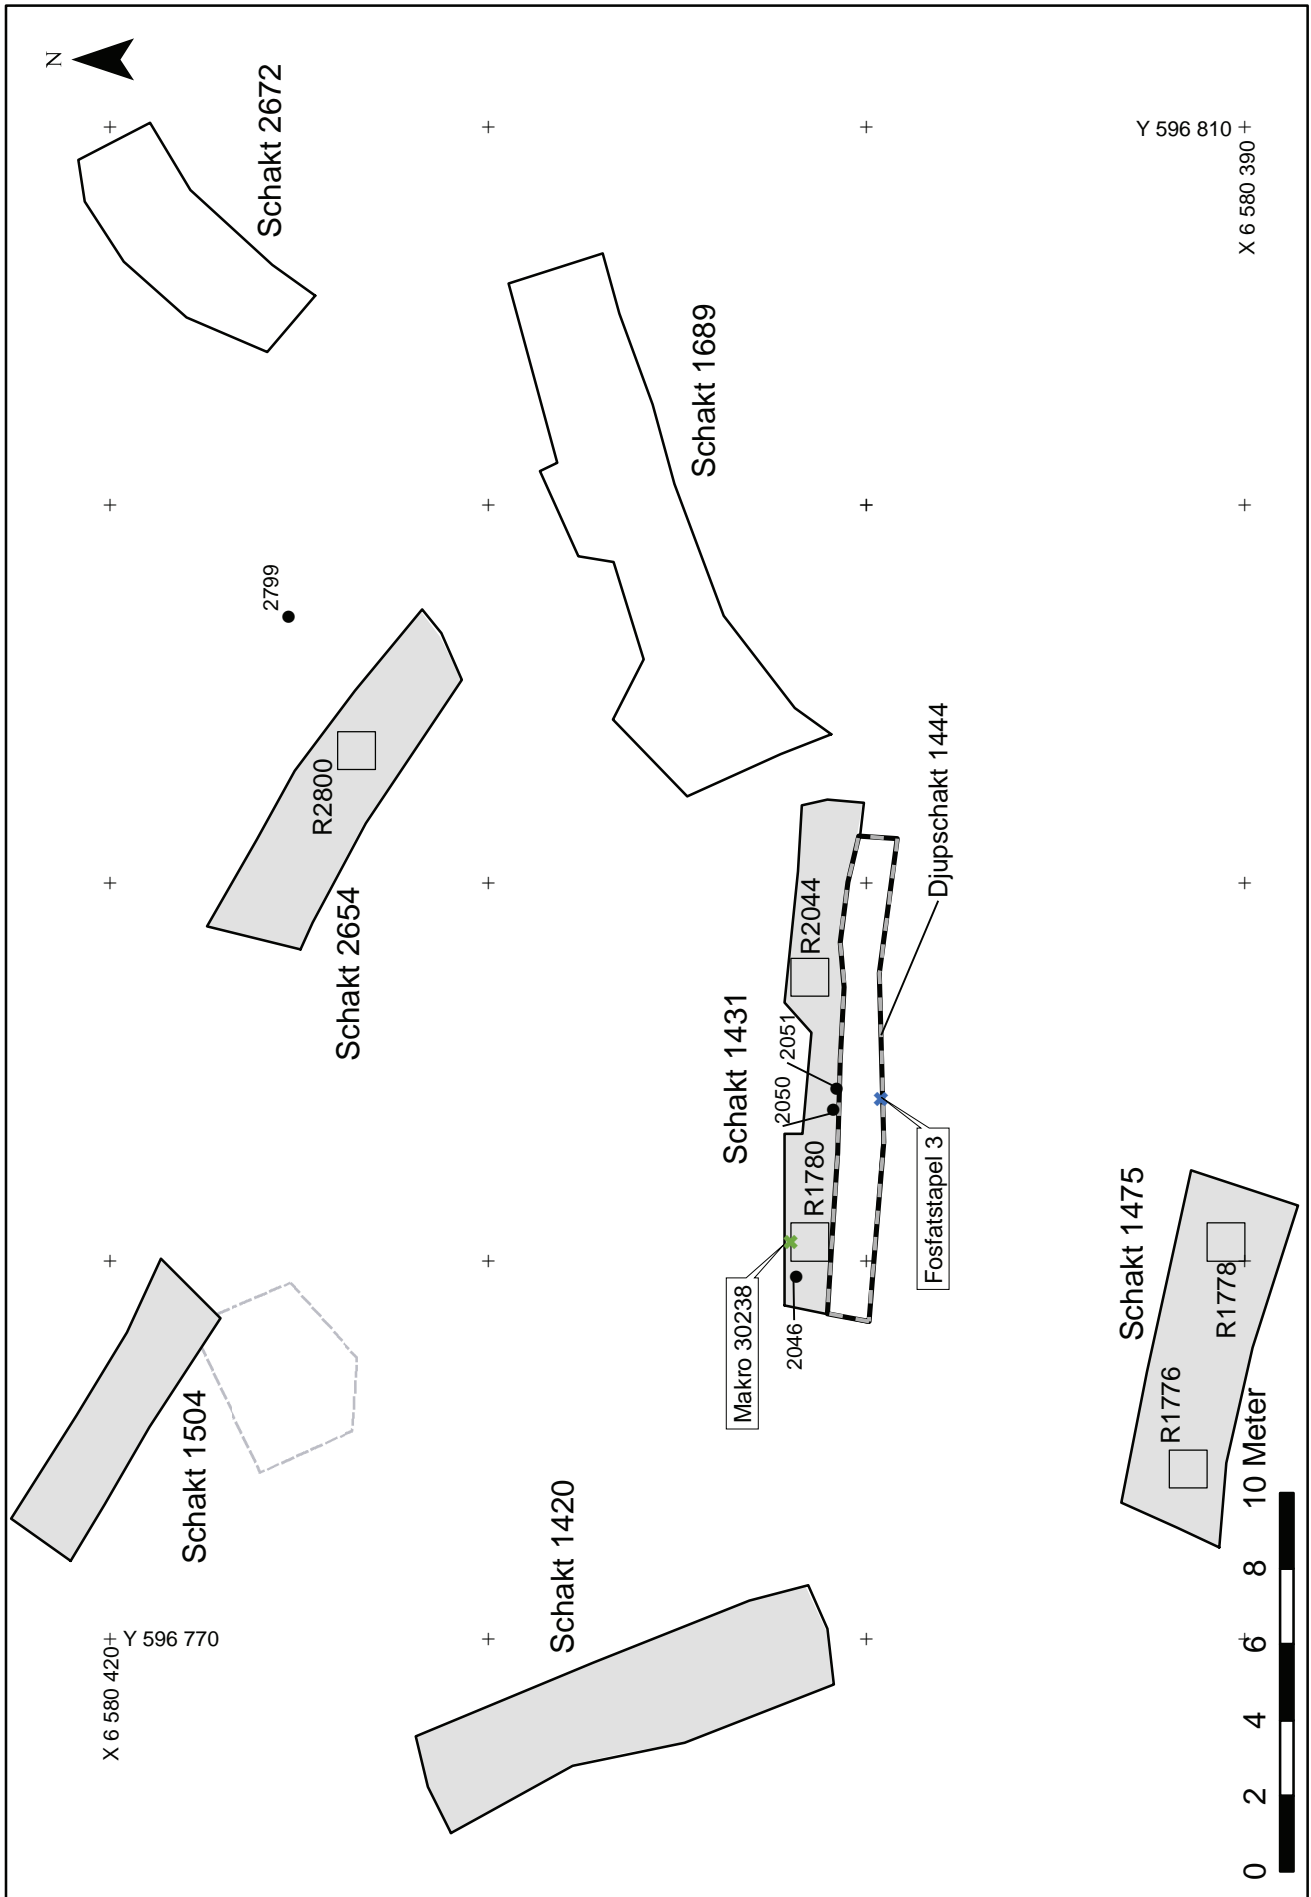 N
Schakt 2672
Schakt 1689
2799
R2800
Schakt 2654
Schakt 1504
X 6 580 420
Y 596 770
Schakt 1420
Schakt 1431
R2044
2051
2050
R1780
2046
Makro 30238
Djupschakt 1444
Fosfatstapel 3
Schakt 1475
R1776
R1778
Y 596 810
X 6 580 390
0 2 4 6 8 10 Meter